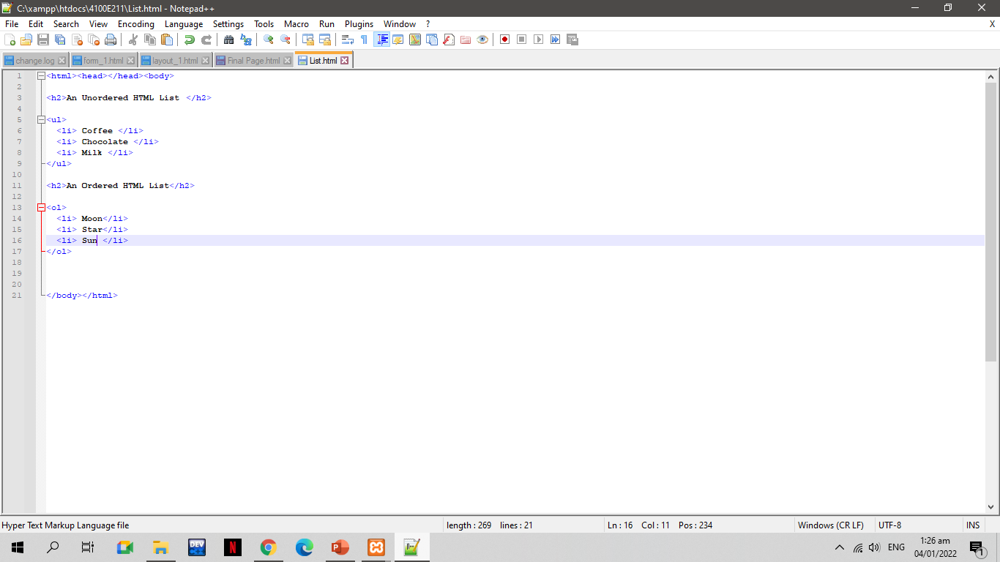 C:\xampp\htdocs\4100E211\List.html - Notepad++
File Edit Search View Encoding Language Settings Tools Macro Run Plugins Window ? X
change.log form_1.html layout_1.html Final Page.html List.html
1 <html><head></head><body>
2
3 <h2>An Unordered HTML List </h2>
4
5 <ul>
6 <li> Coffee </li>
7 <li> Chocolate </li>
8 <li> Milk </li>
9 </ul>
10
11 <h2>An Ordered HTML List</h2>
12
13 <ol>
14 <li> Moon</li>
15 <li> Star</li>
16 <li> Sun </li>
17 </ol>
18
19
20
21 </body></html>
Hyper Text Markup Language file length : 269 lines : 21 Ln : 16 Col : 11 Pos : 234 Windows (CR LF) UTF-8 INS
DEV C++ N P ENG 1:26 am
04/01/2022 1